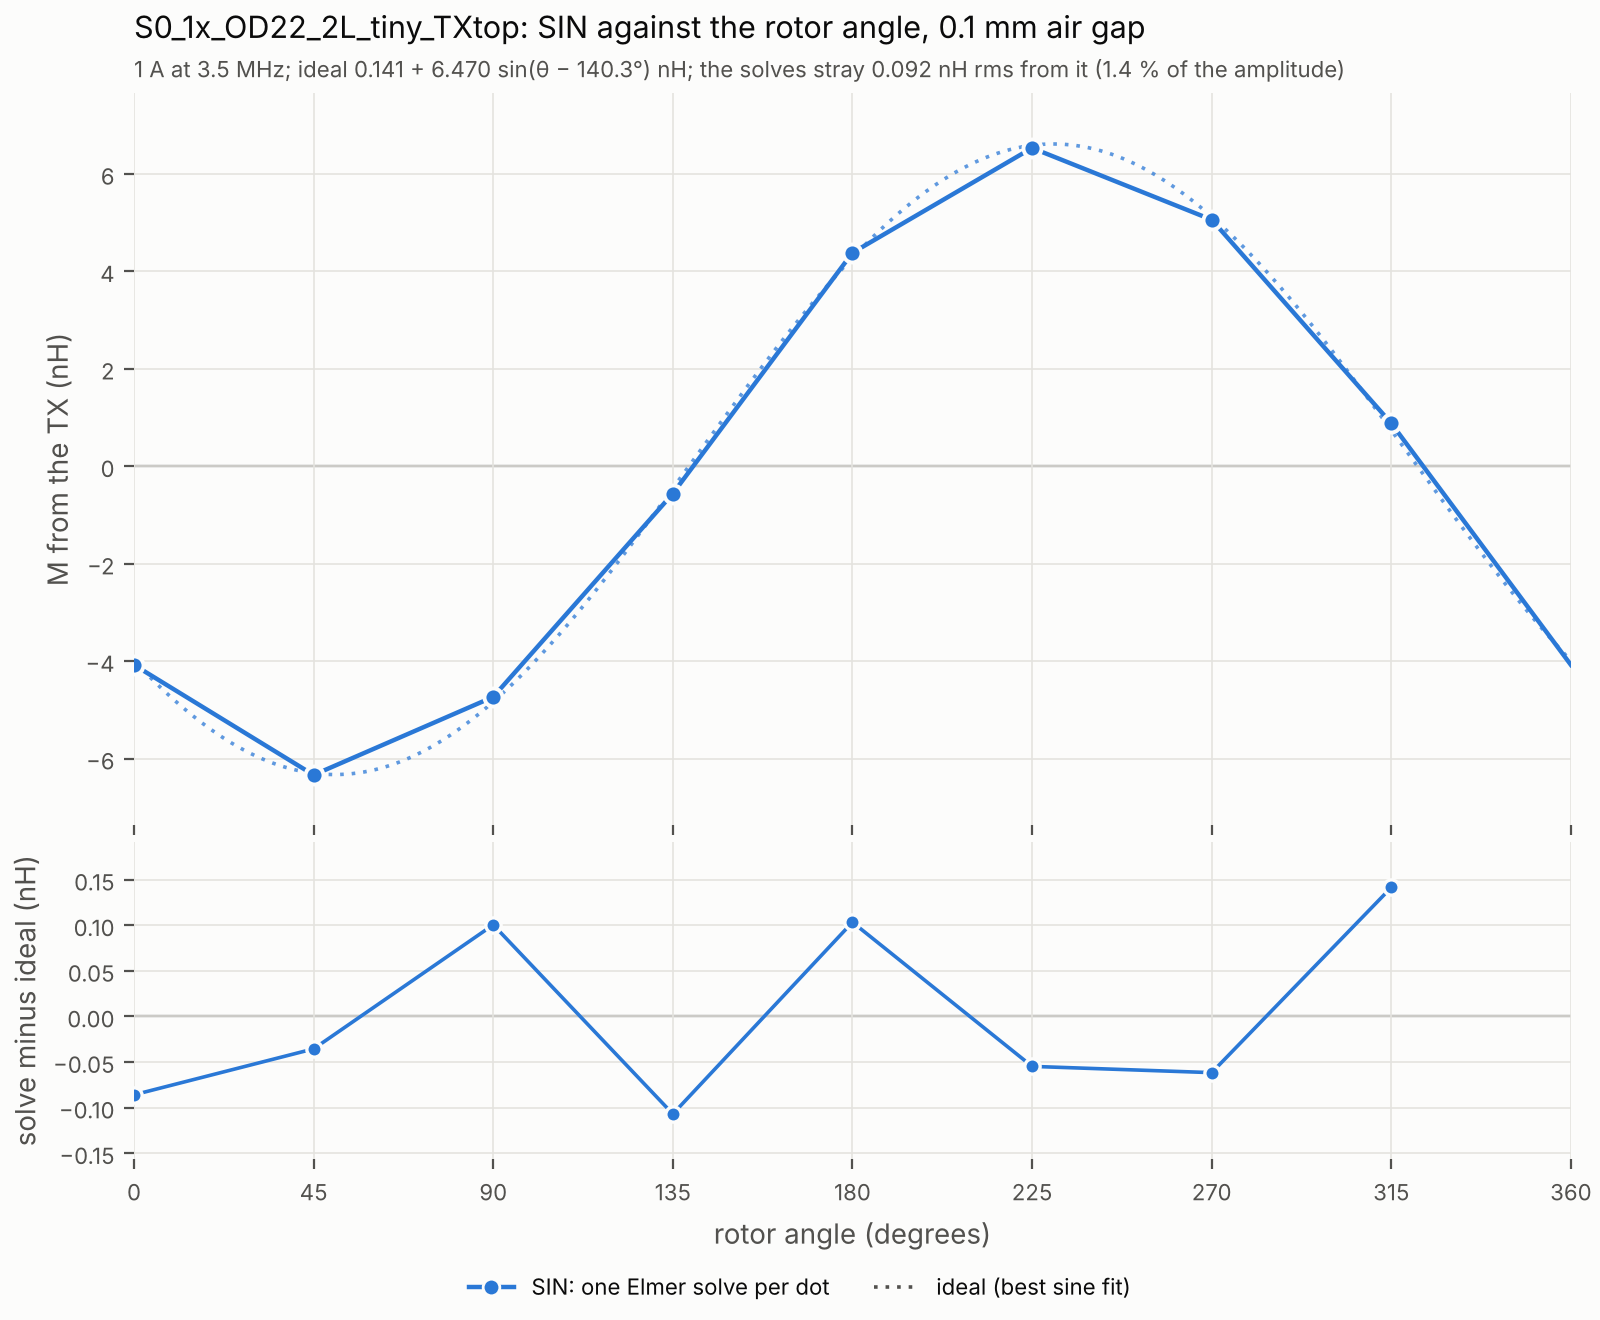 S0_1x_OD22_2L_tiny_TXtop: SIN against the rotor angle, 0.1 mm air gap
1 A at 3.5 MHz; ideal 0.141 + 6.470 sin(θ − 140.3°) nH; the solves stray 0.092 nH rms from it (1.4 % of the amplitude)
M from the TX (nH)
6
4
2
0
−2
−4
−6
solve minus ideal (nH)
0.15
0.10
0.05
0.00
−0.05
−0.10
−0.15
0 45 90 135 180 225 270 315 360
rotor angle (degrees)
SIN: one Elmer solve per dot ideal (best sine fit)